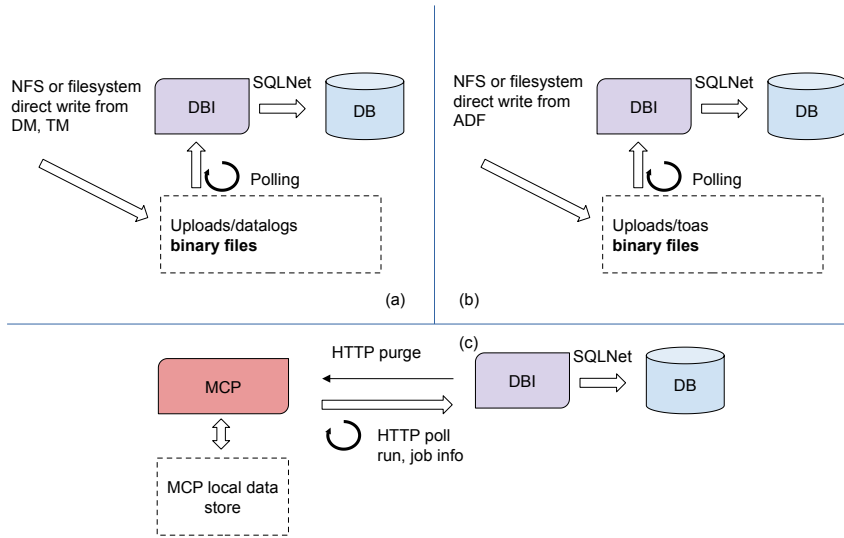 NFS or filesystem
direct write from
DM, TM
DBI
SQLNet
DB
Polling
Uploads/datalogs
binary files
(a)
NFS or filesystem
direct write from
ADF
DBI
SQLNet
DB
Polling
Uploads/toas
binary files
(b)
(c)
MCP
HTTP purge
DBI
SQLNet
DB
HTTP poll
run, job info
MCP local data
store